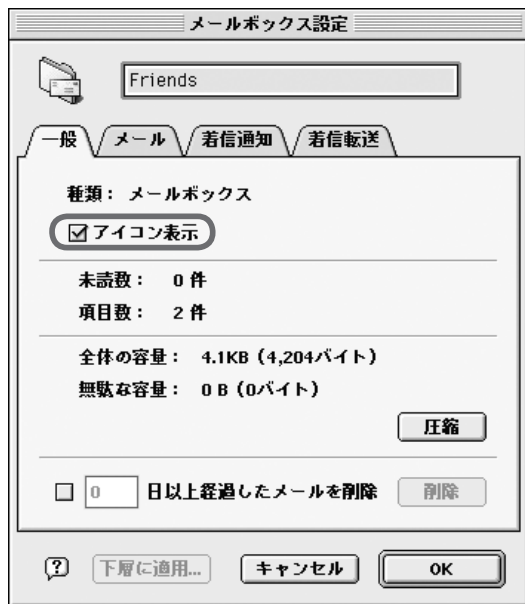 メールボックス設定
Friends
一般 メール 着信通知 着信転送
種類： メールボックス
アイコン表示
未読数： 0 件
項目数： 2 件
全体の容量： 4.1KB (4,204バイト)
無駄な容量： 0 B (0バイト)
圧縮
0 日以上経過したメールを削除 削除
? 下層に適用... キャンセル OK